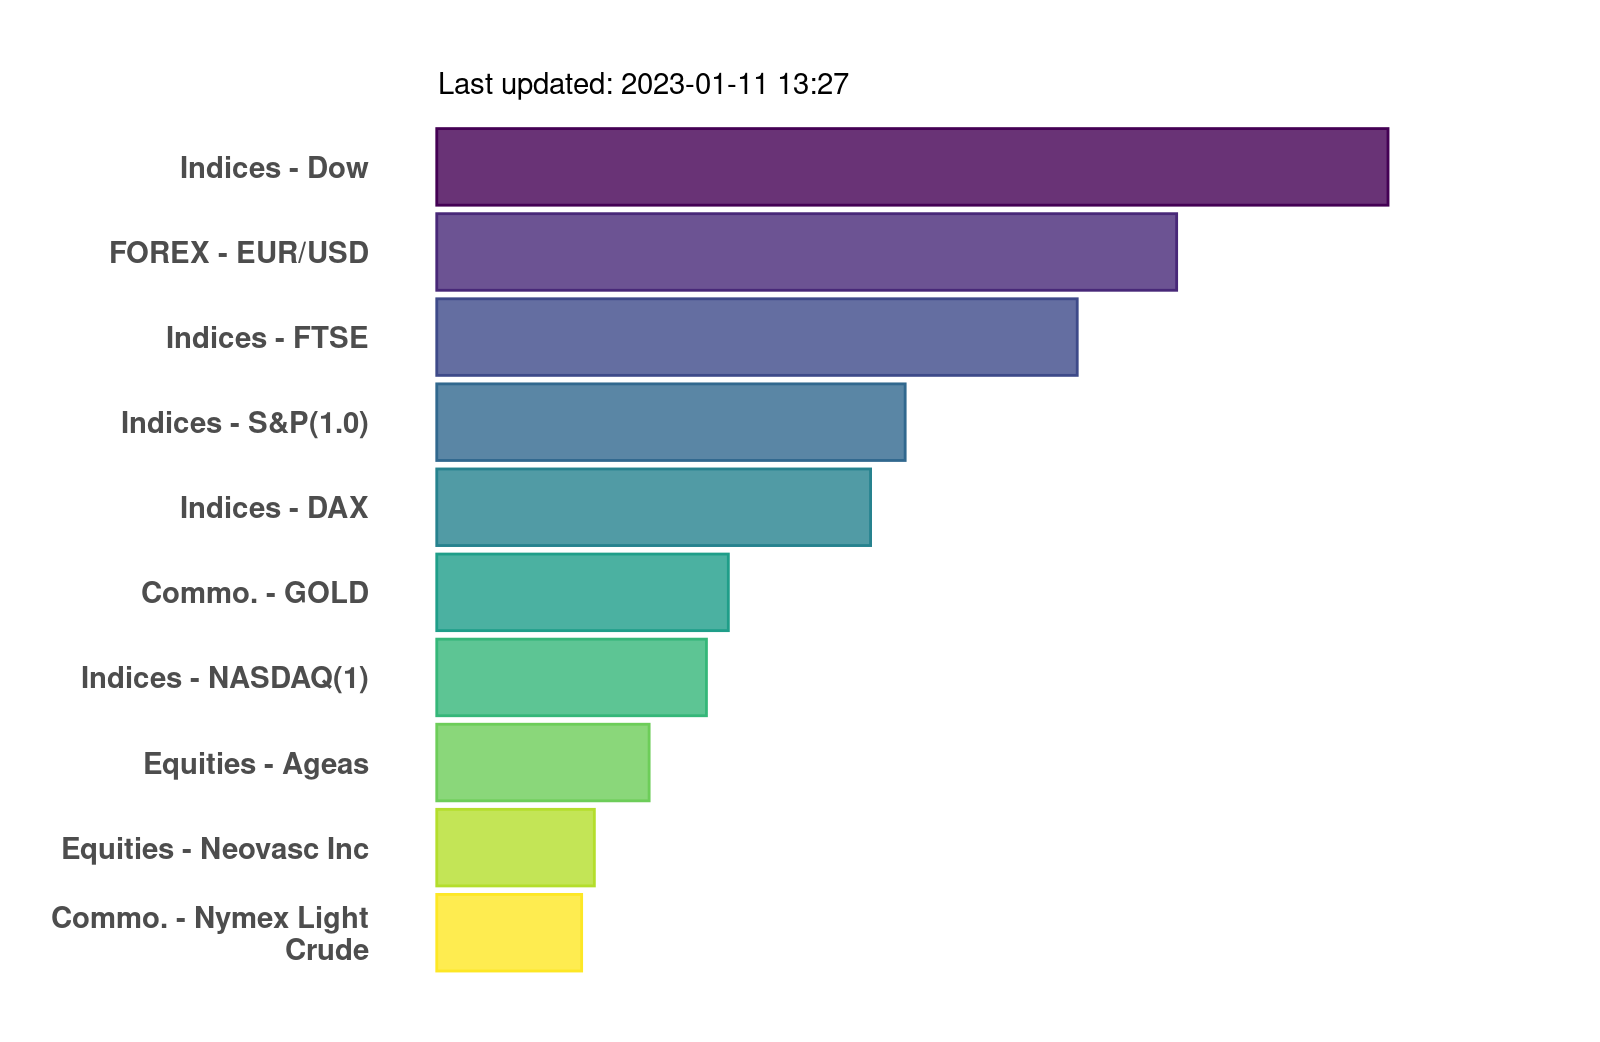 Last updated: 2023-01-11 13:27
Indices - Dow
FOREX - EUR/USD
Indices - FTSE
Indices - S&P(1.0)
Indices - DAX
Commo. - GOLD
Indices - NASDAQ(1)
Equities - Ageas
Equities - Neovasc Inc
Commo. - Nymex Light
Crude